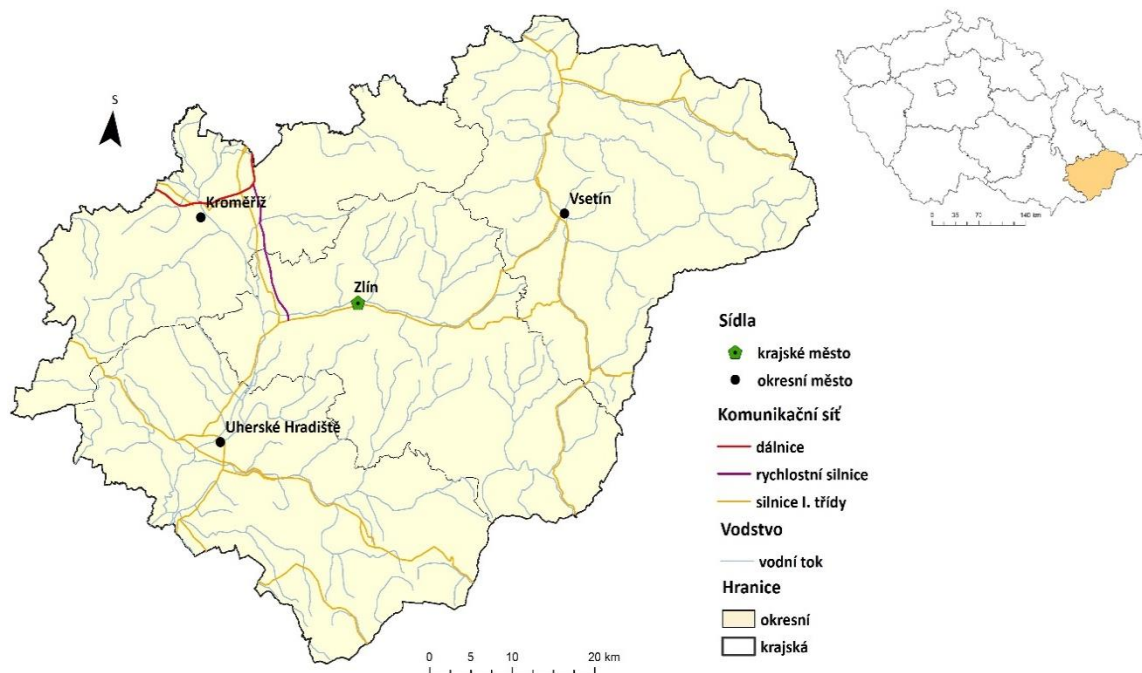 S
Kroměříž
Vsetín
Zlín
Uherské Hradiště
0 35 70 140 km
Sídla
krajské město
okresní město
Komunikační síť
dálnice
rychlostní silnice
silnice I. třídy
Vodstvo
vodní tok
Hranice
okresní
krajská
0 5 10 20 km